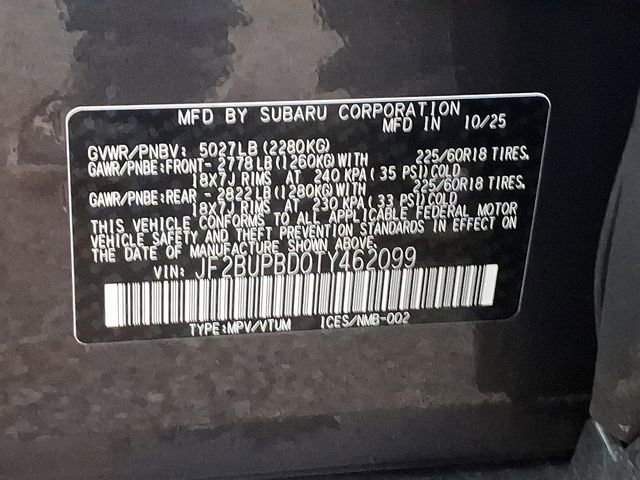 MFD BY SUBARU CORPORATION
MFD IN 10/25
GVWR/PNBV: 5027LB(2280KG)
GAWR/PNBE:FRONT- 2778LB(1260KG)WITH 225/60R18 TIRES.
18X7J RIMS AT 240 KPA( 35 PSI)COLD
GAWR/PNBE:REAR - 2822LB(1280KG)WITH 225/60R18 TIRES.
18X7J RIMS AT 230 KPA( 33 PSI)COLD
THIS VEHICLE CONFORMS TO ALL APPLICABLE FEDERAL MOTOR
VEHICLE SAFETY AND THEFT PREVENTION STANDARDS IN EFFECT ON
THE DATE OF MANUFACTURE SHOWN ABOVE.
VIN: JF2BUPBD0TY462099
TYPE:MPV/VTUM ICES/NMB-002